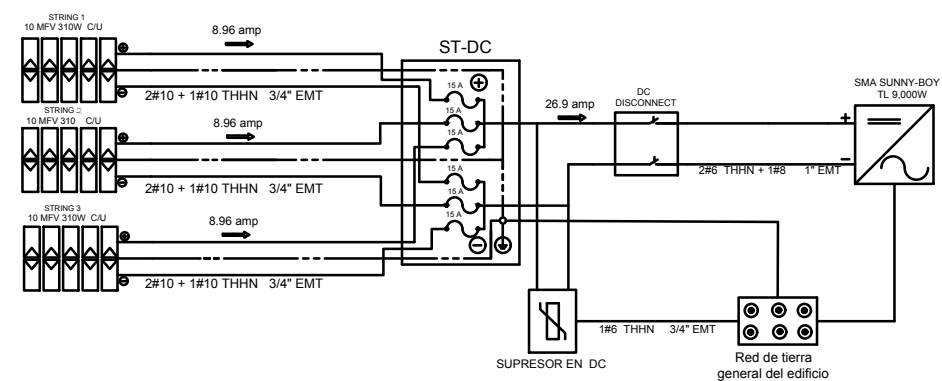 STRING 1
10 MFV 310W C/U
8.96 amp
2#10 + 1#10 THHN 3/4" EMT
STRING 2
10 MFV 310 C/U
8.96 amp
2#10 + 1#10 THHN 3/4" EMT
STRING 3
10 MFV 310W C/U
8.96 amp
2#10 + 1#10 THHN 3/4" EMT
ST-DC
15 A
15 A
15 A
15 A
15 A
15 A
26.9 amp
DC
DISCONNECT
2#6 THHN + 1#8 1" EMT
SMA SUNNY-BOY
TL 9,000W
SUPRESOR EN DC
1#6 THHN 3/4" EMT
Red de tierra
general del edificio